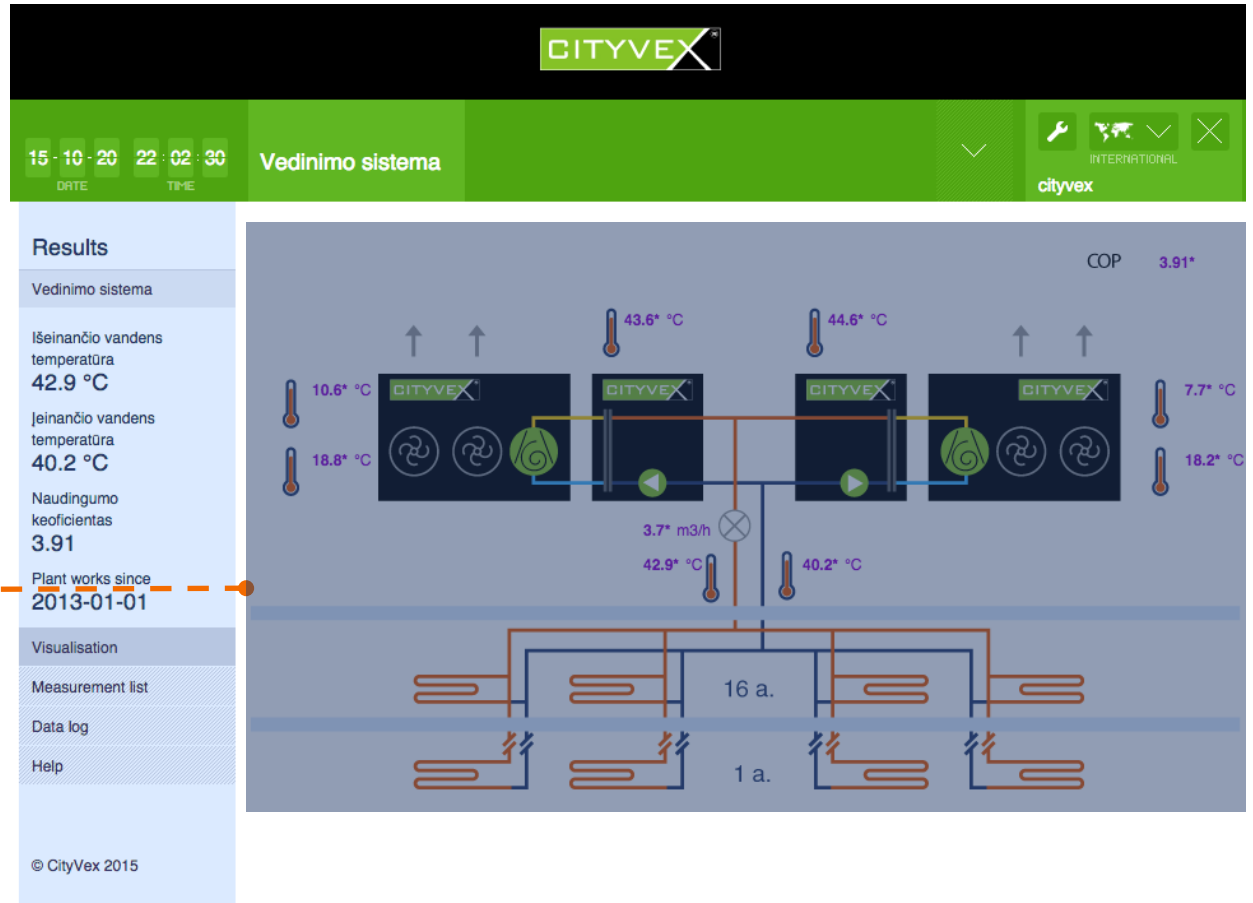 CITYVEX
15 - 10 - 20 22 : 02 : 30
DATE TIME
Vedinimo sistema
INTERNATIONAL
cityvex
Results
Vedinimo sistema
Išeinančio vandens
temperatūra
42.9 °C
Įeinančio vandens
temperatūra
40.2 °C
Naudingumo
keoficientas
3.91
Plant works since
2013-01-01
Visualisation
Measurement list
Data log
Help
© CityVex 2015
COP 3.91*
43.6* °C
44.6* °C
10.6* °C
CITYVEX
CITYVEX
CITYVEX
CITYVEX
7.7* °C
18.8* °C
18.2* °C
3.7* m3/h
42.9* °C
40.2* °C
16 a.
1 a.